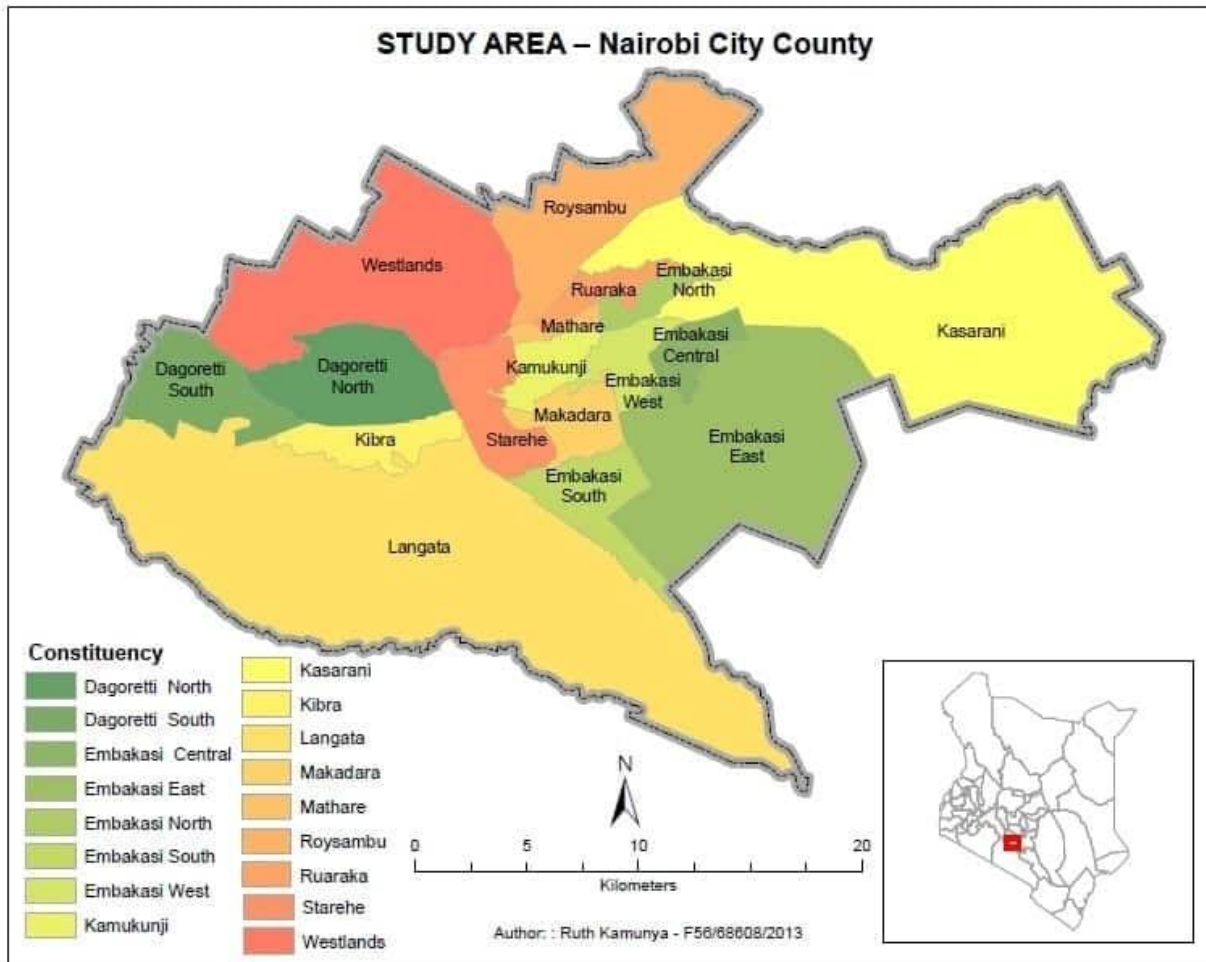 STUDY AREA – Nairobi City County
Roysambu
Westlands
Ruaraka
Embakasi
North
Kasarani
Mathare
Embakasi
Central
Dagoretti
South
Dagoretti
North
Kamukunji
Embakasi
West
Makadara
Kibra
Starehe
Embakasi
East
Embakasi
South
Langata
Constituency
Dagoretti North
Dagoretti South
Embakasi Central
Embakasi East
Embakasi North
Embakasi South
Embakasi West
Kamukunji
Kasarani
Kibra
Langata
Makadara
Mathare
Roysambu
Ruaraka
Starehe
Westlands
N
0 5 10 20
Kilometers
Author: : Ruth Kamunya - F56/68608/2013